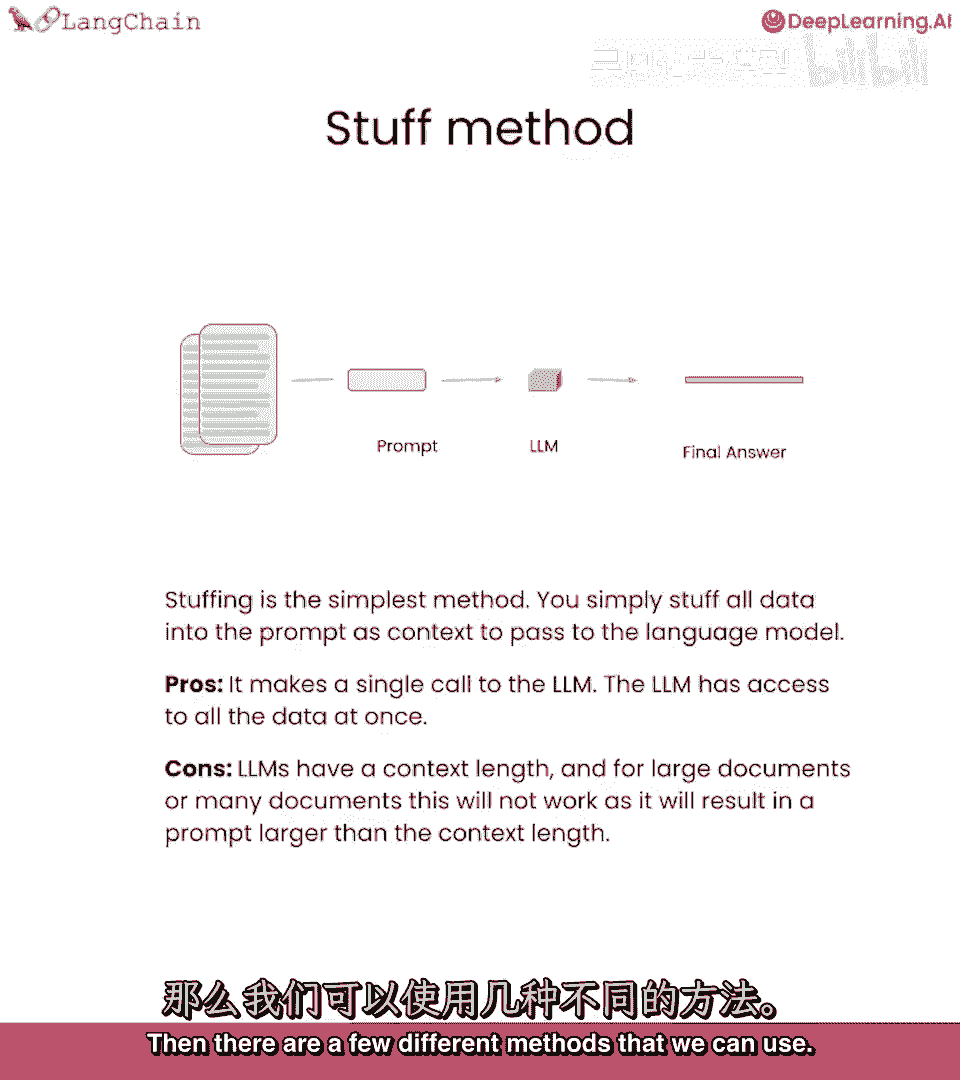 LangChain
DeepLearning.AI
bilibili
Stuff method
Prompt
LLM
Final Answer
Stuffing is the simplest method. You simply stuff all data
into the prompt as context to pass to the language model.
Pros: It makes a single call to the LLM. The LLM has access
to all the data at once.
Cons: LLMs have a context length, and for large documents
or many documents this will not work as it will result in a
prompt larger than the context length.
那么我们可以使用几种不同的方法。
Then there are a few different methods that we can use.